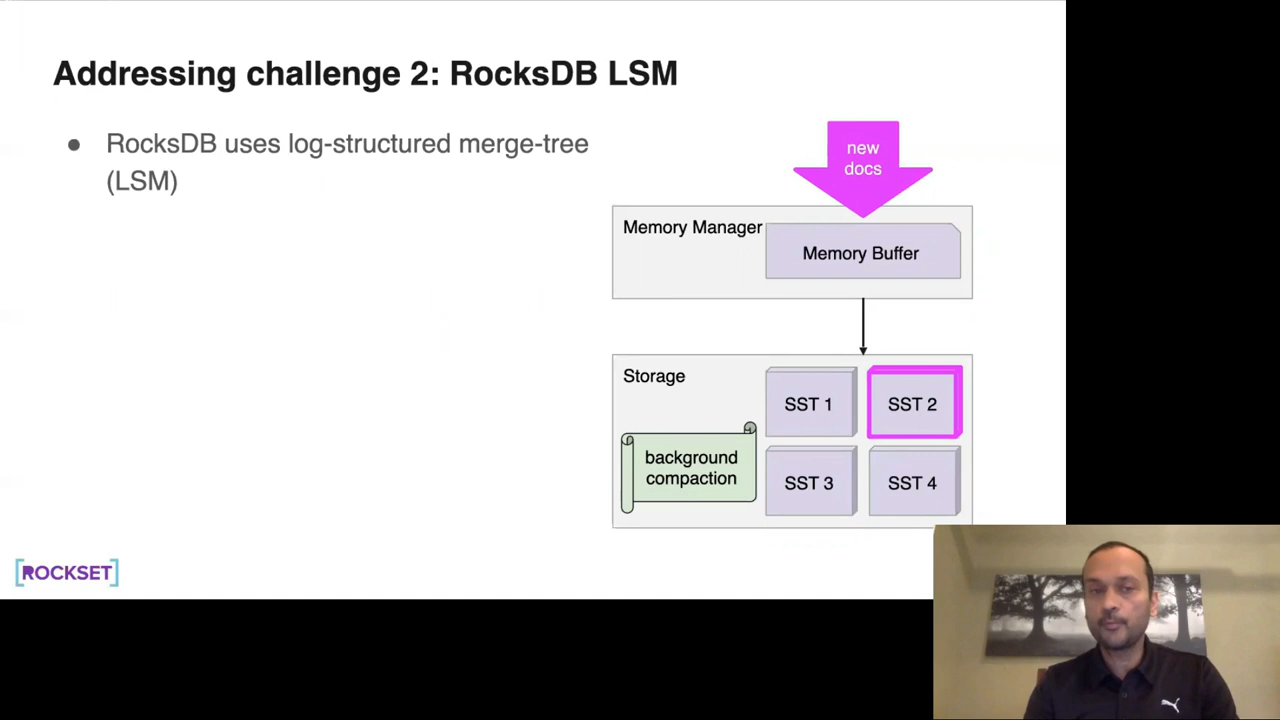 Addressing challenge 2: RocksDB LSM
● RocksDB uses log-structured merge-tree
(LSM)
new
docs
Memory Manager
Memory Buffer
Storage
SST 1
SST 2
background
compaction
SST 3
SST 4
[ROCKSET]